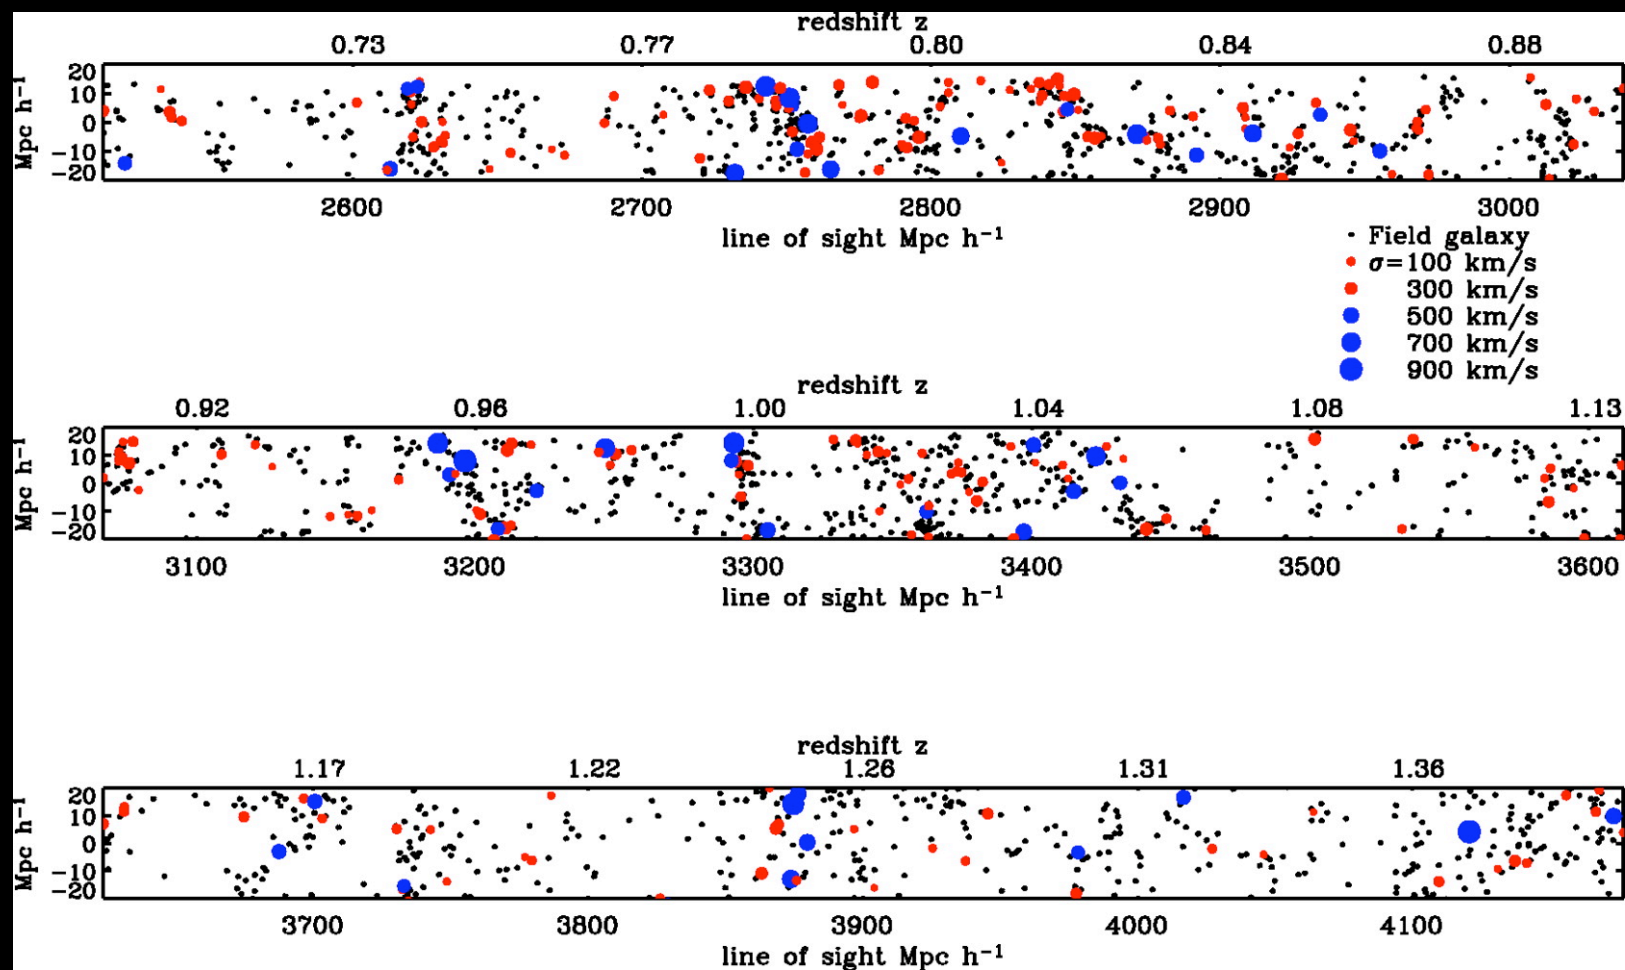 redshift z
0.73 0.77 0.80 0.84 0.88
20
10
0
−10
−20
Mpc h⁻¹
2600 2700 2800 2900 3000
line of sight Mpc h⁻¹
Field galaxy
σ=100 km/s
300 km/s
500 km/s
700 km/s
900 km/s
redshift z
0.92 0.96 1.00 1.04 1.08 1.13
20
10
0
−10
−20
Mpc h⁻¹
3100 3200 3300 3400 3500 3600
line of sight Mpc h⁻¹
redshift z
1.17 1.22 1.26 1.31 1.36
20
10
0
−10
−20
Mpc h⁻¹
3700 3800 3900 4000 4100
line of sight Mpc h⁻¹